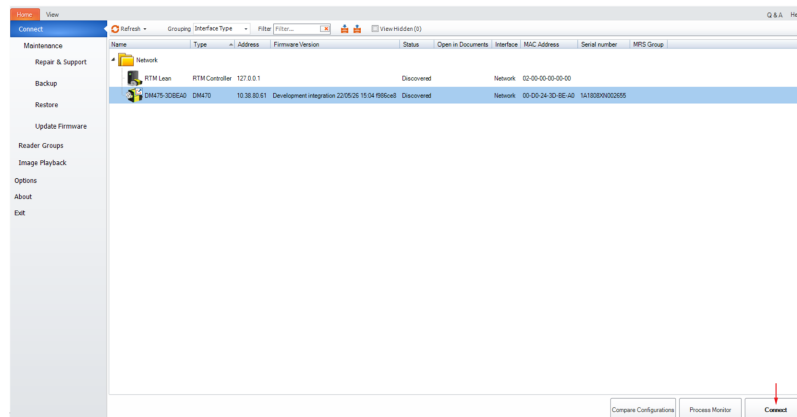 Home View Q & A He
Connect
Refresh Grouping Interface Type Filter Filter... View Hidden (0)
Name Type Address Firmware Version Status Open in Documents Interface MAC Address Serial number MRS Group
Maintenance
Network
Repair & Support
RTM Lean RTM Controller 127.0.0.1 Discovered Network 02-00-00-00-00-00
Backup
DM475-3DBEA0 DM470 10.38.80.61 Development integration 22/05/26 15:04 f986ce8 Discovered Network 00-D0-24-3D-BE-A0 1A1808XN002655
Restore
Update Firmware
Reader Groups
Image Playback
Options
About
Exit
Compare Configurations Process Monitor Connect